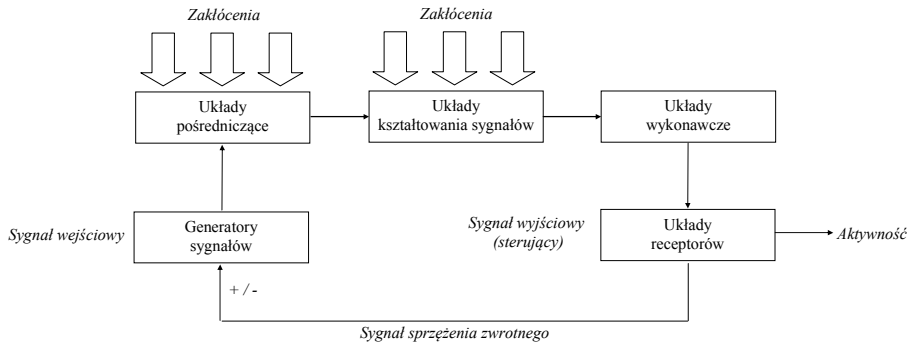 Zakłócenia
Zakłócenia
Układy
pośredniczące
Układy
kształtowania sygnałów
Układy
wykonawcze
Sygnał wejściowy
Generatory
sygnałów
Sygnał wyjściowy
(sterujący)
Układy
receptorów
Aktywność
+ / -
Sygnał sprzężenia zwrotnego